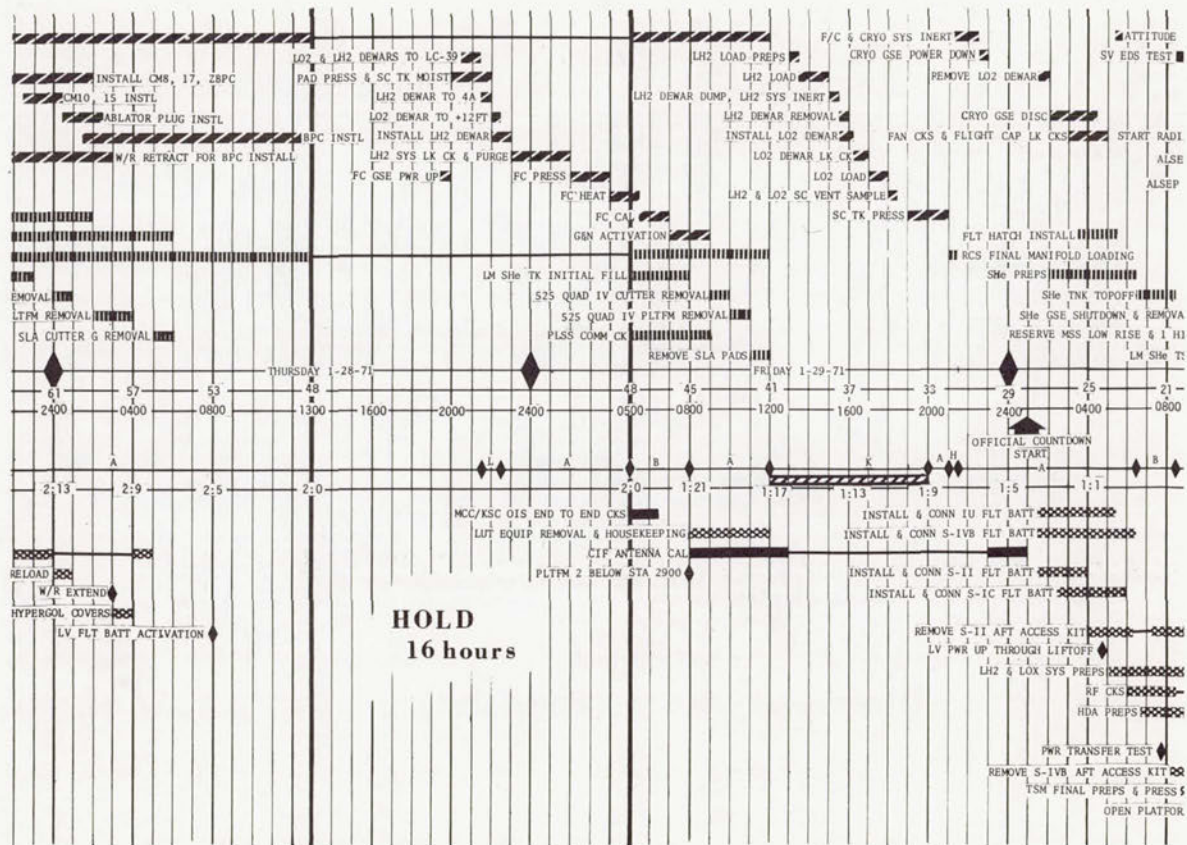 F/C & CRYO SYS INERT
ATTITUDE
LO2 & LH2 DEWARS TO LC-39
LH2 LOAD PREPS
CRYO GSE POWER DOWN
SV EDS TEST
INSTALL CM8, 17, Z8PC
PAD PRESS & SC TK MOIST
LH2 LOAD
REMOVE LO2 DEWAR
CM10, 15 INSTL
LH2 DEWAR TO 4A
LH2 DEWAR DUMP, LH2 SYS INERT
ABLATOR PLUG INSTL
LO2 DEWAR TO +12FT
LH2 DEWAR REMOVAL
CRYO GSE DISC
BPC INSTL
INSTALL LH2 DEWAR
INSTALL LO2 DEWAR
FAN CKS & FLIGHT CAP LK CKS
START RADI
W/R RETRACT FOR BPC INSTALL
LH2 SYS LK CK & PURGE
LO2 DEWAR LK CK
ALSE
FC GSE PWR UP
FC PRESS
LO2 LOAD
ALSEP
FC HEAT
LH2 & LO2 SC VENT SAMPLE
FC CAL
SC TK PRESS
G&N ACTIVATION
FLT HATCH INSTALL
RCS FINAL MANIFOLD LOADING
LM SHe TK INITIAL FILL
SHe PREPS
EMOVAL
S25 QUAD IV CUTTER REMOVAL
SHe TNK TOPOFF
LTFM REMOVAL
S25 QUAD IV PLTFM REMOVAL
SHe GSE SHUTDOWN & REMOVA
SLA CUTTER G REMOVAL
PLSS COMM CK
RESERVE MSS LOW RISE & 1 HI
REMOVE SLA PADS
LM SHe TS
THURSDAY 1-28-71
FRIDAY 1-29-71
61 57 53 48 48 45 41 37 33 29 25 21
2400 0400 0800 1300 1600 2000 2400 0500 0800 1200 1600 2000 2400 0400 0800
OFFICIAL COUNTDOWN
START
A L A B A K A H A B
2:13 2:9 2:5 2:0 2:0 1:21 1:17 1:13 1:9 1:5 1:1
MCC/KSC OIS END TO END CKS
INSTALL & CONN IU FLT BATT
LUT EQUIP REMOVAL & HOUSEKEEPING
INSTALL & CONN S-IVB FLT BATT
CIF ANTENNA CAL
RELOAD
PLTFM 2 BELOW STA 2900
INSTALL & CONN S-II FLT BATT
W/R EXTEND
INSTALL & CONN S-IC FLT BATT
HYPERGOL COVERS
LV FLT BATT ACTIVATION
HOLD
16 hours
REMOVE S-II AFT ACCESS KIT
LV PWR UP THROUGH LIFTOFF
LH2 & LOX SYS PREPS
RF CKS
HDA PREPS
PWR TRANSFER TEST
REMOVE S-IVB AFT ACCESS KIT
TSM FINAL PREPS & PRESS
OPEN PLATFOR